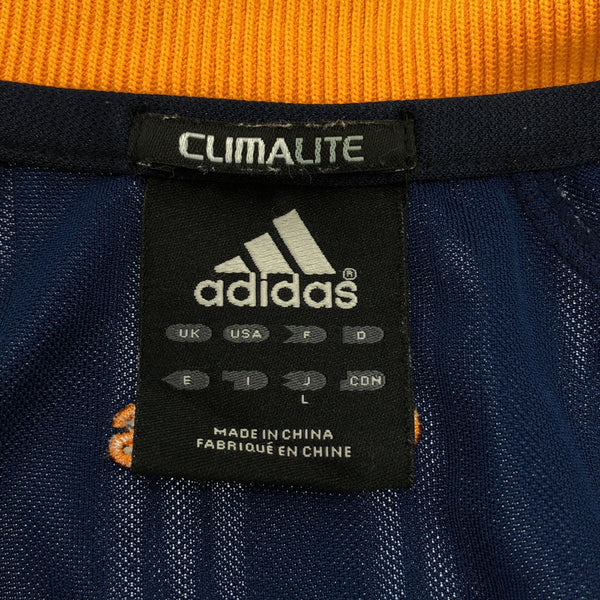 CLIMALITE
adidas®
UK USA F D
E I J CDN
L
MADE IN CHINA
FABRIQUÉ EN CHINE